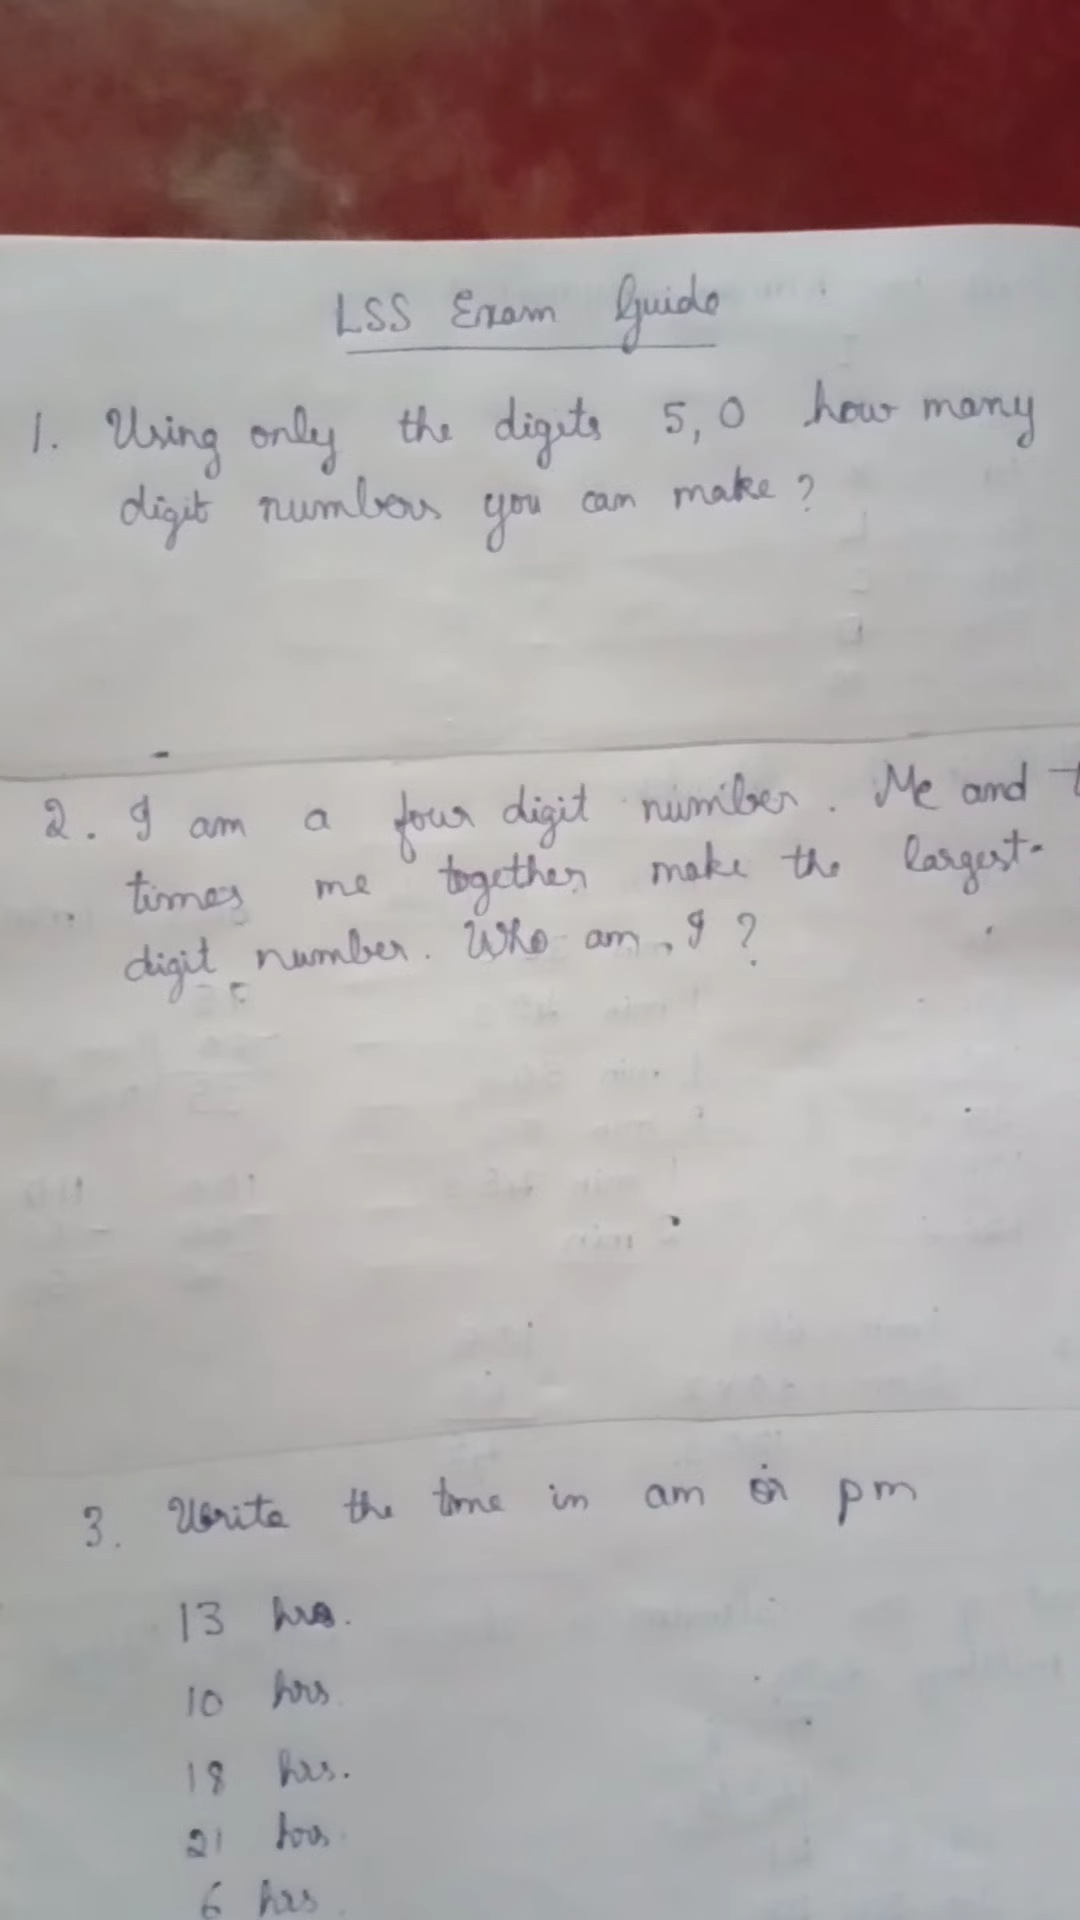 LSS Exam Guide
1. Using only the digits 5, 0 how many
digit numbers you can make?
2. I am a four digit number. Me and
times me together make the largest
digit number. Who am I?
3. Write the time in am or pm
13 hrs.
10 hrs
18 hrs.
21 hrs.
6 hrs.